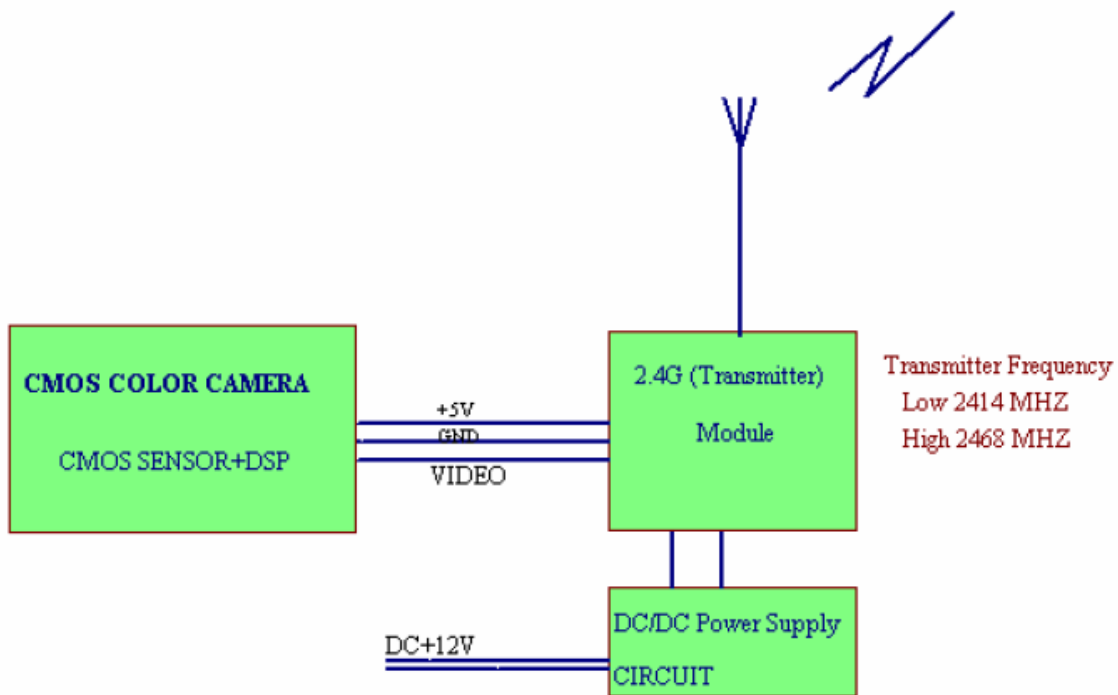 CMOS COLOR CAMERA
CMOS SENSOR+DSP
+5V
GND
VIDEO
2.4G (Transmitter)
Module
Transmitter Frequency
Low 2414 MHZ
High 2468 MHZ
DC+12V
DC/DC Power Supply
CIRCUIT